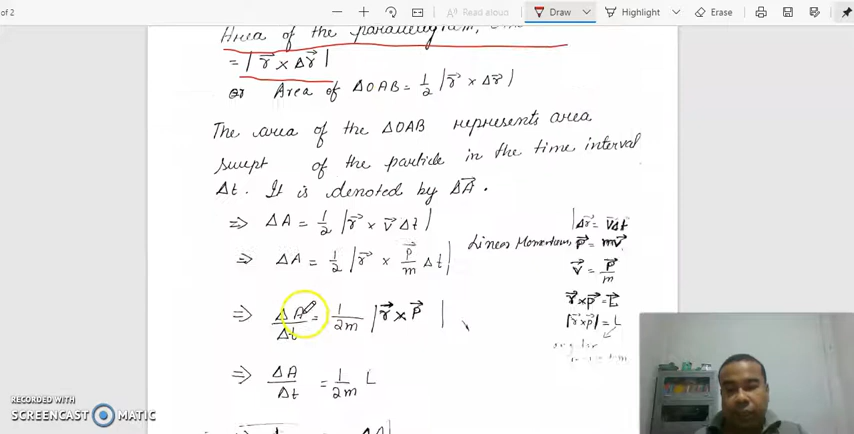 of 2
Read aloud
Draw
Highlight
Erase
Area of the parallelogram,
= |r⃗ × Δr⃗|
or Area of ΔOAB = 1/2 |r⃗ × Δr⃗|
The area of the ΔOAB represents area
swept of the particle in the time interval
Δt. It is denoted by ΔA⃗.
⇒ ΔA = 1/2 |r⃗ × v⃗ Δt|
⇒ ΔA = 1/2 |r⃗ × p⃗/m Δt|
⇒ ΔA/Δt = 1/2m |r⃗ × p⃗|
⇒ ΔA/Δt = 1/2m L
Δr⃗ = v⃗Δt
Linear Momentum, p⃗ = mv⃗
v⃗ = p⃗/m
r⃗ × p⃗ = L⃗
|r⃗ × p⃗| = L
RECORDED WITH
SCREENCAST MATIC